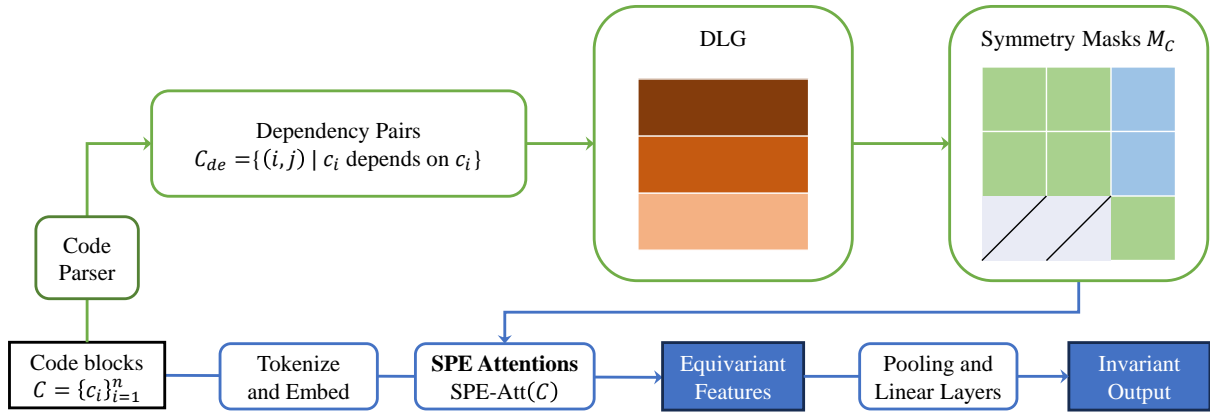 DLG
Symmetry Masks $M_C$
Dependency Pairs
$C_{de} = \{(i, j) \mid c_i$ depends on $c_i\}$
Code
Parser
Code blocks
$C = \{c_i\}_{i=1}^{n}$
Tokenize
and Embed
SPE Attentions
SPE-Att$(C)$
Equivariant
Features
Pooling and
Linear Layers
Invariant
Output